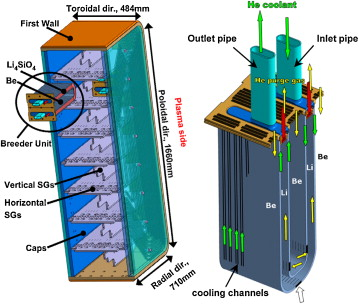 Toroidal dir., 484mm
First Wall
Li₄SiO₄
Be
Breeder Unit
Vertical SGs
Horizontal
SGs
Caps
Plasma side
Poloidal dir., 1660mm
Radial dir.,
710mm
He coolant
Outlet pipe
Inlet pipe
He purge gas
Be
Be
Li
Be
Li
cooling channels